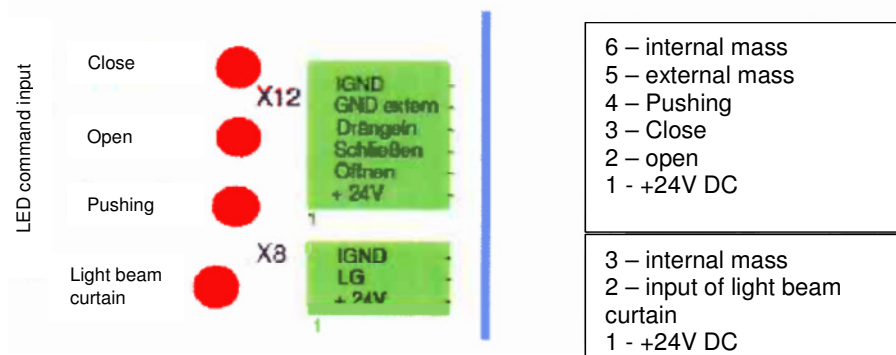 LED command input
Close
Open
Pushing
Light beam
curtain
X12
IGND
GND extern
Drängeln
Schließen
Öffnen
+ 24V
1
X8
IGND
LG
+ 24V
1
6 – internal mass
5 – external mass
4 – Pushing
3 – Close
2 – open
1 - +24V DC
3 – internal mass
2 – input of light beam
curtain
1 - +24V DC